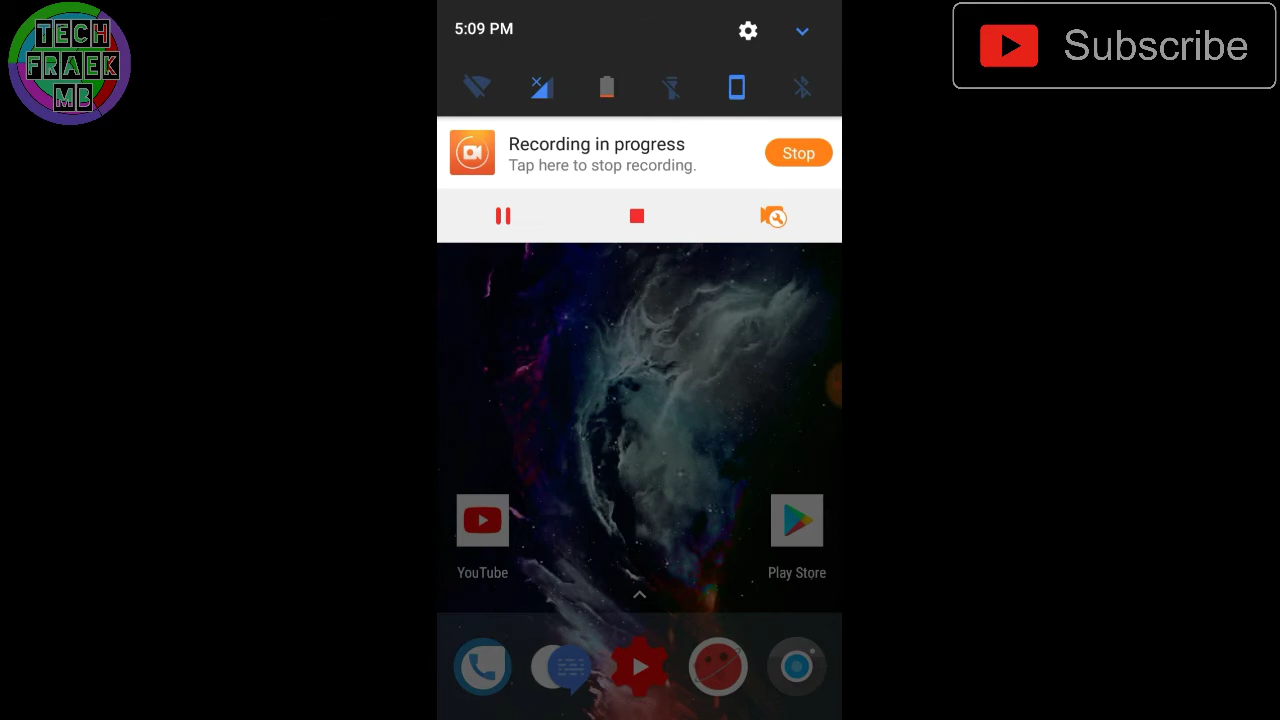 TECH
FRAEK
MB
5:09 PM
Subscribe
Recording in progress
Tap here to stop recording.
Stop
YouTube
Play Store